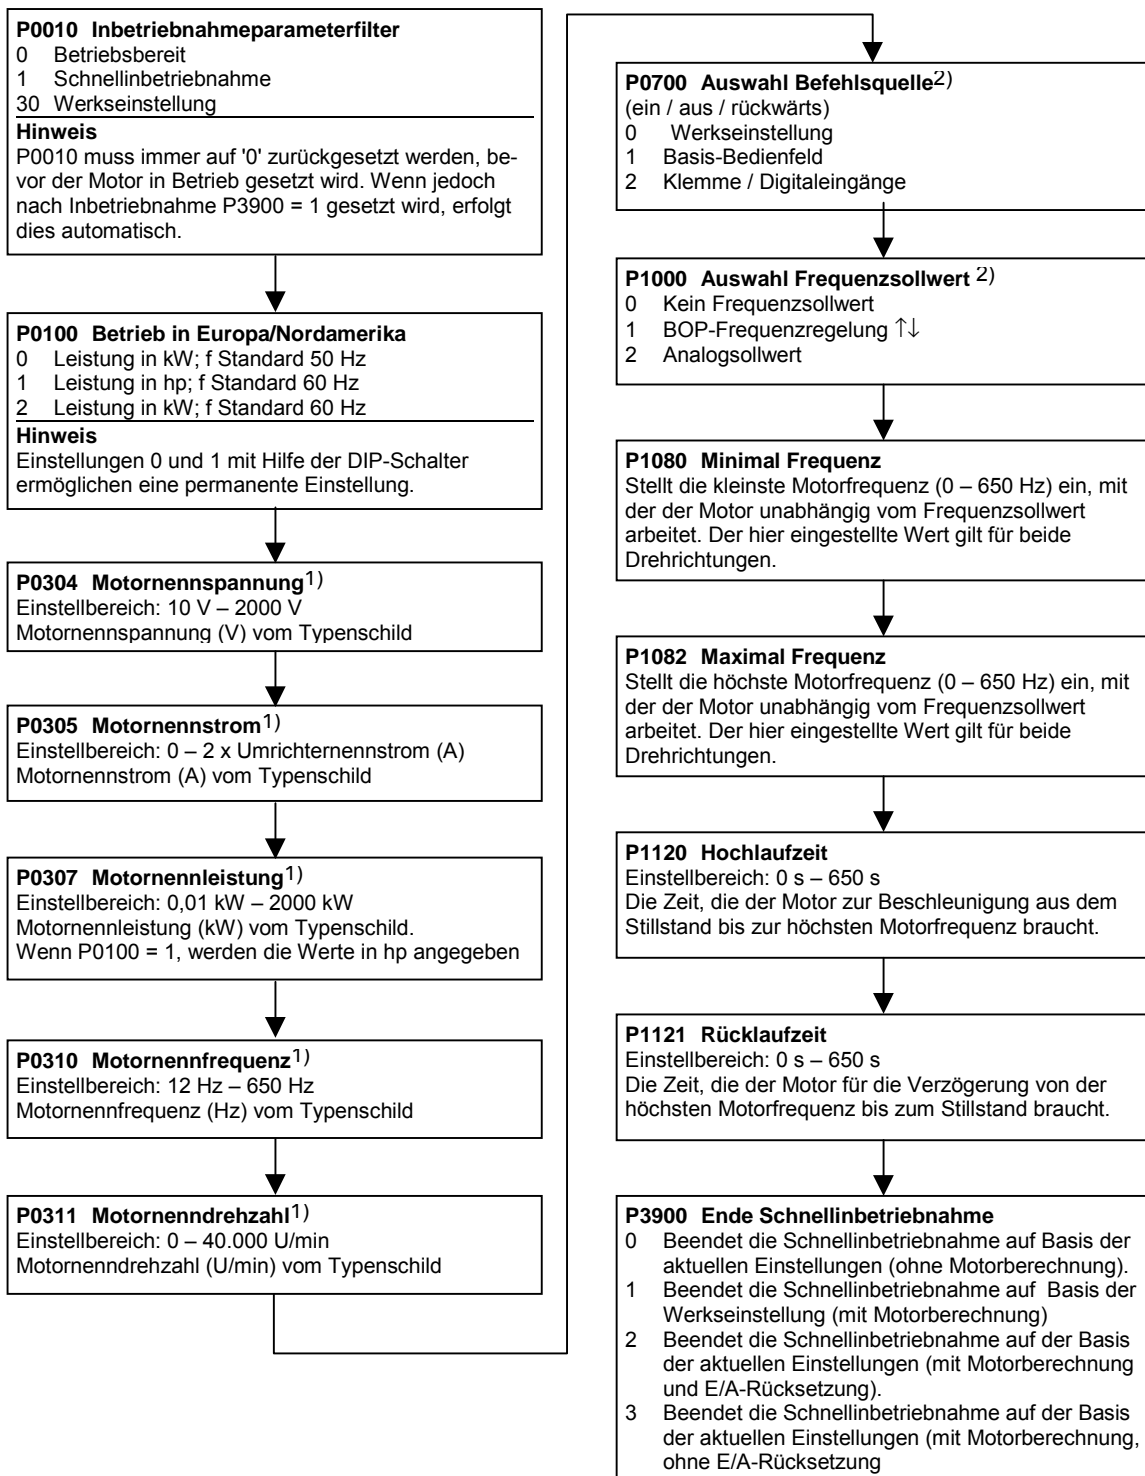 P0010 Inbetriebnahmeparameterfilter
0 Betriebsbereit
1 Schnellinbetriebnahme
30 Werkseinstellung
Hinweis
P0010 muss immer auf '0' zurückgesetzt werden, be-
vor der Motor in Betrieb gesetzt wird. Wenn jedoch
nach Inbetriebnahme P3900 = 1 gesetzt wird, erfolgt
dies automatisch.
P0100 Betrieb in Europa/Nordamerika
0 Leistung in kW; f Standard 50 Hz
1 Leistung in hp; f Standard 60 Hz
2 Leistung in kW; f Standard 60 Hz
Hinweis
Einstellungen 0 und 1 mit Hilfe der DIP-Schalter
ermöglichen eine permanente Einstellung.
P0304 Motornennspannung1)
Einstellbereich: 10 V – 2000 V
Motornennspannung (V) vom Typenschild
P0305 Motornennstrom1)
Einstellbereich: 0 – 2 x Umrichternennstrom (A)
Motornennstrom (A) vom Typenschild
P0307 Motornennleistung1)
Einstellbereich: 0,01 kW – 2000 kW
Motornennleistung (kW) vom Typenschild.
Wenn P0100 = 1, werden die Werte in hp angegeben
P0310 Motornennfrequenz1)
Einstellbereich: 12 Hz – 650 Hz
Motornennfrequenz (Hz) vom Typenschild
P0311 Motornenndrehzahl1)
Einstellbereich: 0 – 40.000 U/min
Motornenndrehzahl (U/min) vom Typenschild
P0700 Auswahl Befehlsquelle2)
(ein / aus / rückwärts)
0 Werkseinstellung
1 Basis-Bedienfeld
2 Klemme / Digitaleingänge
P1000 Auswahl Frequenzsollwert 2)
0 Kein Frequenzsollwert
1 BOP-Frequenzregelung ↑↓
2 Analogsollwert
P1080 Minimal Frequenz
Stellt die kleinste Motorfrequenz (0 – 650 Hz) ein, mit
der der Motor unabhängig vom Frequenzsollwert
arbeitet. Der hier eingestellte Wert gilt für beide
Drehrichtungen.
P1082 Maximal Frequenz
Stellt die höchste Motorfrequenz (0 – 650 Hz) ein, mit
der der Motor unabhängig vom Frequenzsollwert
arbeitet. Der hier eingestellte Wert gilt für beide
Drehrichtungen.
P1120 Hochlaufzeit
Einstellbereich: 0 s – 650 s
Die Zeit, die der Motor zur Beschleunigung aus dem
Stillstand bis zur höchsten Motorfrequenz braucht.
P1121 Rücklaufzeit
Einstellbereich: 0 s – 650 s
Die Zeit, die der Motor für die Verzögerung von der
höchsten Motorfrequenz bis zum Stillstand braucht.
P3900 Ende Schnellinbetriebnahme
0 Beendet die Schnellinbetriebnahme auf Basis der
aktuellen Einstellungen (ohne Motorberechnung).
1 Beendet die Schnellinbetriebnahme auf Basis der
Werkseinstellung (mit Motorberechnung)
2 Beendet die Schnellinbetriebnahme auf der Basis
der aktuellen Einstellungen (mit Motorberechnung
und E/A-Rücksetzung).
3 Beendet die Schnellinbetriebnahme auf der Basis
der aktuellen Einstellungen (mit Motorberechnung,
ohne E/A-Rücksetzung